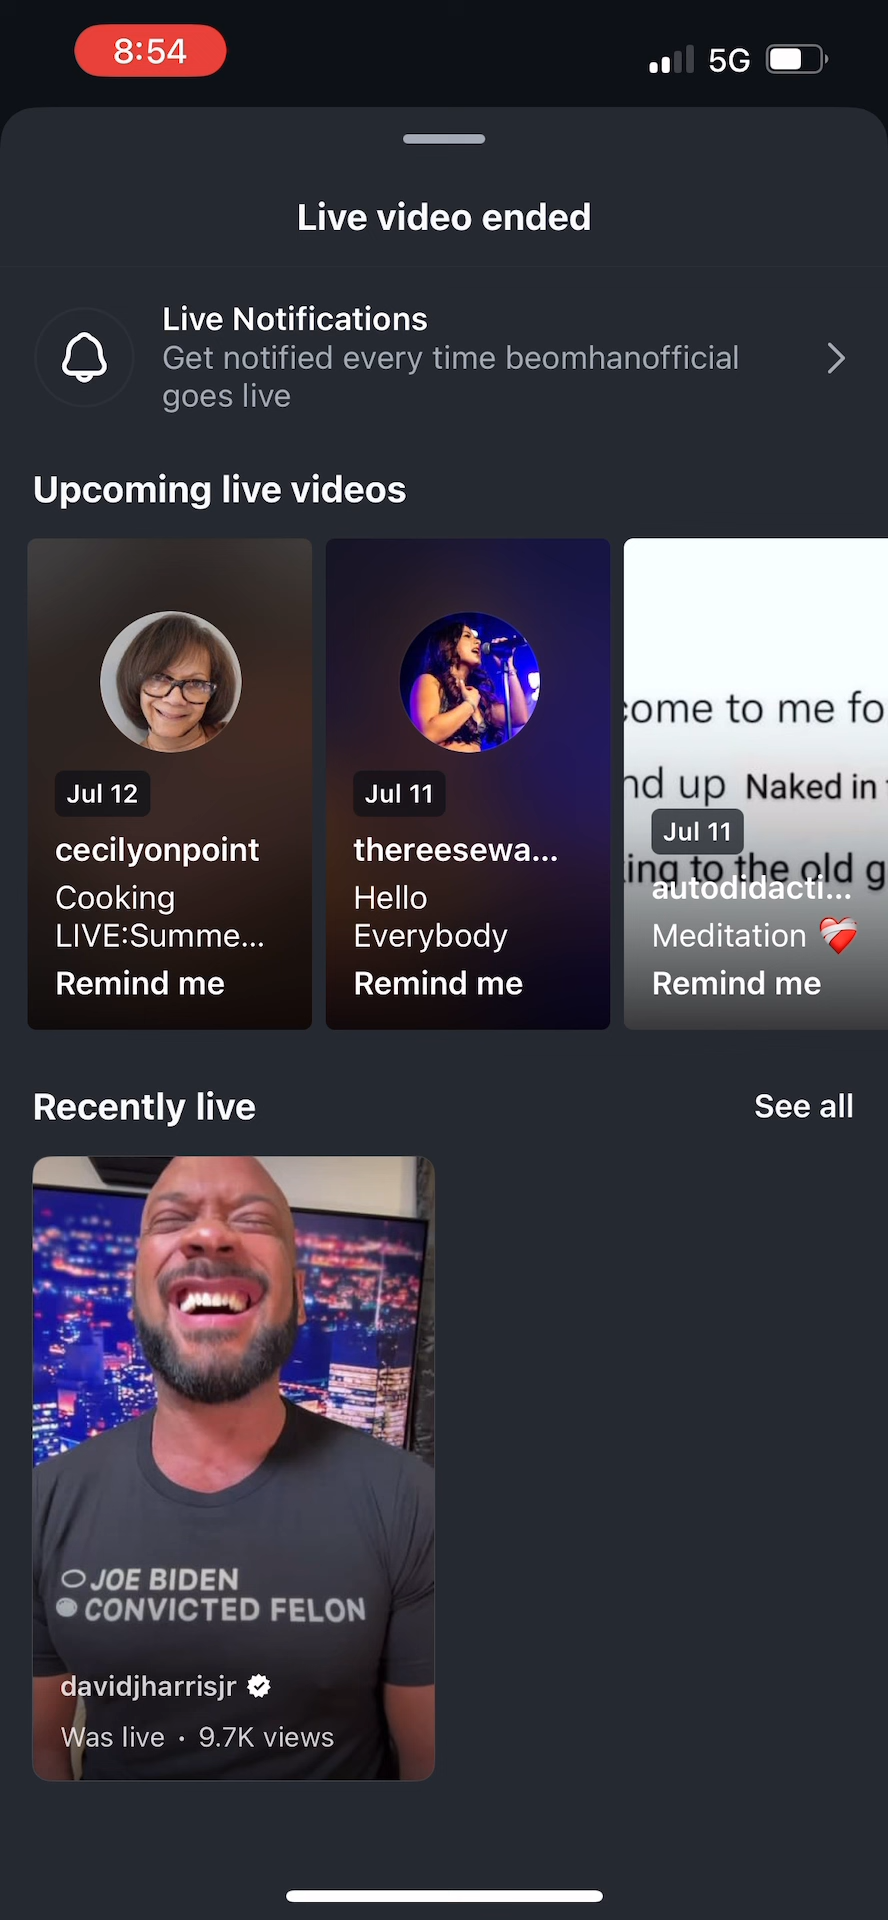 8:54
5G
Live video ended
Live Notifications
Get notified every time beomhanofficial
goes live
Upcoming live videos
Jul 12
cecilyonpoint
Cooking
LIVE:Summe...
Remind me
Jul 11
thereesewa...
Hello
Everybody
Remind me
come to me fo
nd up Naked in
Jul 11
ing to the old g
autodidacti...
Meditation ❤️‍🩹
Remind me
Recently live
See all
JOE BIDEN
CONVICTED FELON
davidjharrisjr
Was live · 9.7K views